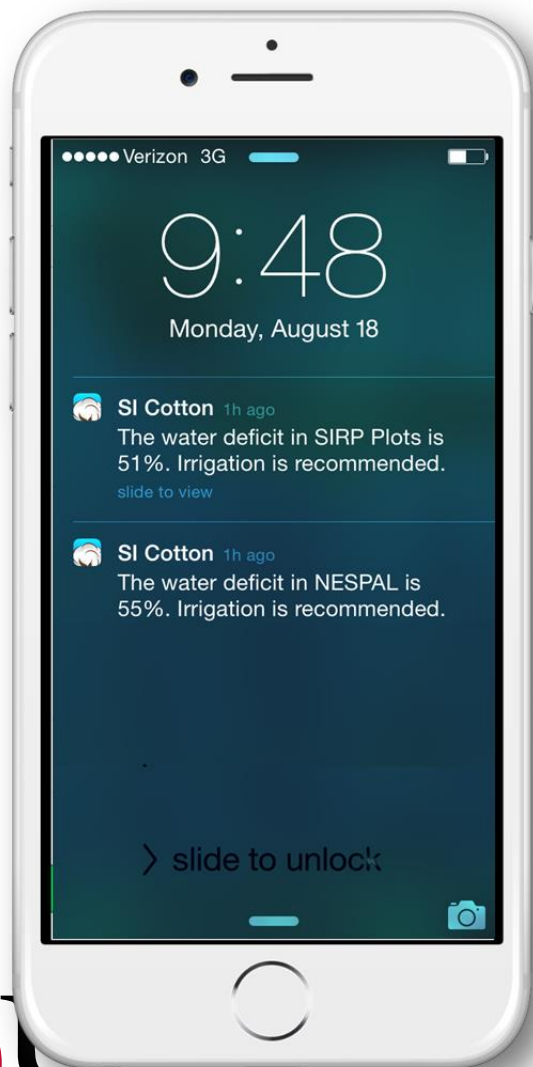 Verizon 3G
9:48
Monday, August 18
SI Cotton 1h ago
The water deficit in SIRP Plots is
51%. Irrigation is recommended.
slide to view
SI Cotton 1h ago
The water deficit in NESPAL is
55%. Irrigation is recommended.
> slide to unlock